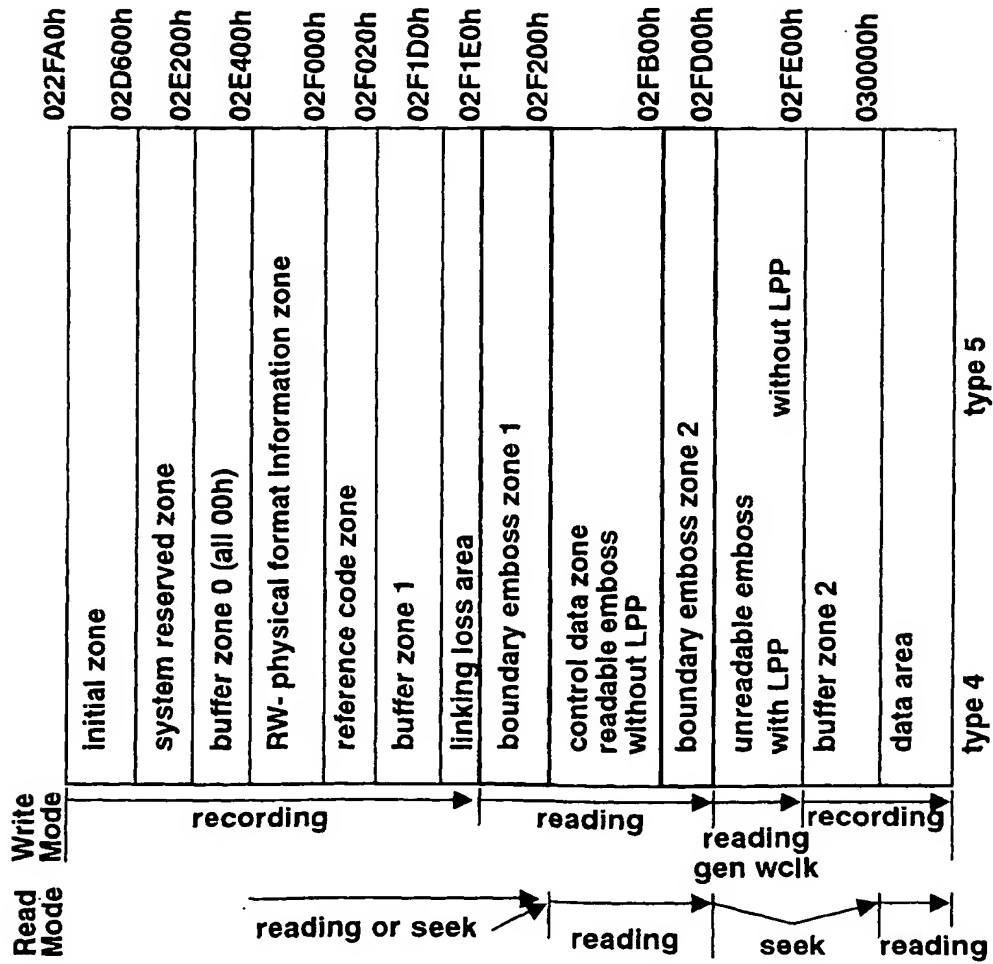 022FA0h
initial zone
02D600h
system reserved zone
02E200h
buffer zone 0 (all 00h)
02E400h
RW- physical format Information zone
02F000h
reference code zone
02F020h
buffer zone 1
02F1D0h
linking loss area
02F1E0h
boundary emboss zone 1
02F200h
control data zone
readable emboss
without LPP
02FB00h
boundary emboss zone 2
02FD00h
unreadable emboss
with LPP without LPP
02FE00h
buffer zone 2
030000h
data area
type 4 type 5
Write
Mode
recording
reading
reading
gen wclk
recording
Read
Mode
reading or seek
reading
seek
reading